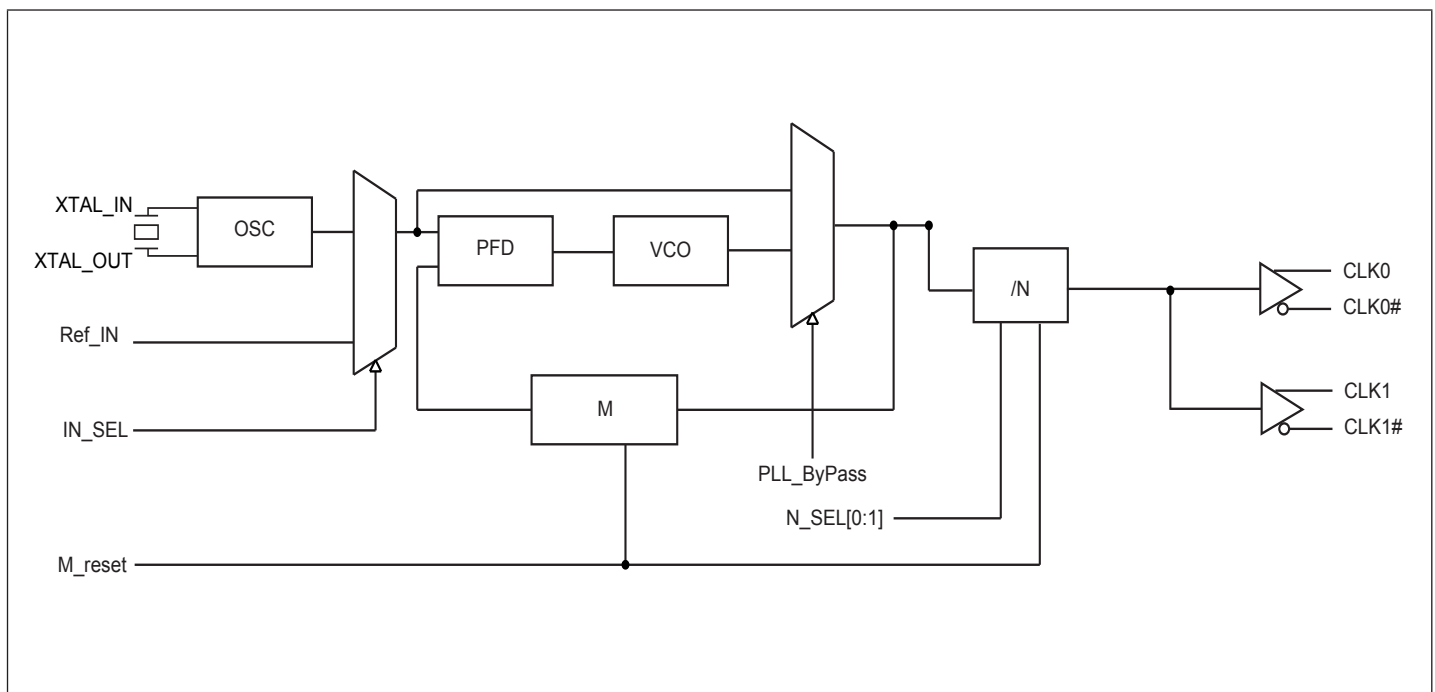 XTAL_IN
XTAL_OUT
OSC
PFD
VCO
/N
CLK0
CLK0#
Ref_IN
M
CLK1
CLK1#
IN_SEL
PLL_ByPass
N_SEL[0:1]
M_reset